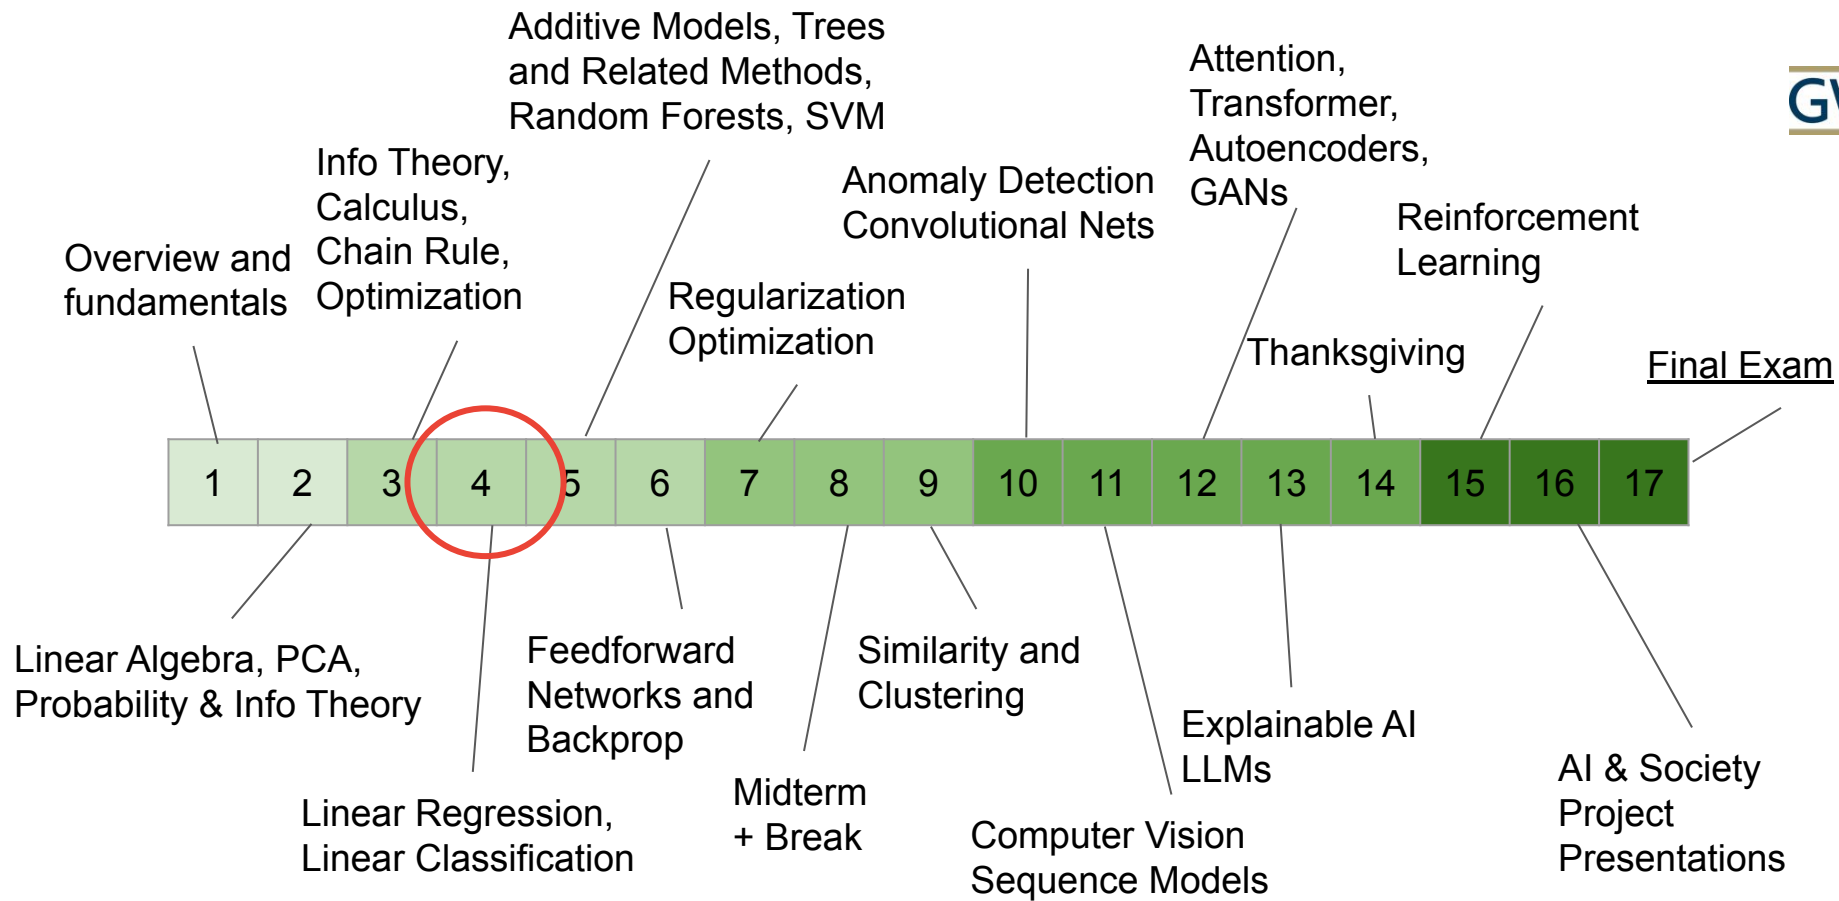 Additive Models, Trees
and Related Methods,
Random Forests, SVM
Attention,
Transformer,
Autoencoders,
GANs
Info Theory,
Calculus,
Chain Rule,
Optimization
Anomaly Detection
Convolutional Nets
Reinforcement
Learning
Overview and
fundamentals
Regularization
Optimization
Thanksgiving
Final Exam
1 2 3 4 5 6 7 8 9 10 11 12 13 14 15 16 17
Linear Algebra, PCA,
Probability & Info Theory
Feedforward
Networks and
Backprop
Similarity and
Clustering
Explainable AI
LLMs
Midterm
+ Break
AI & Society
Project
Presentations
Linear Regression,
Linear Classification
Computer Vision
Sequence Models